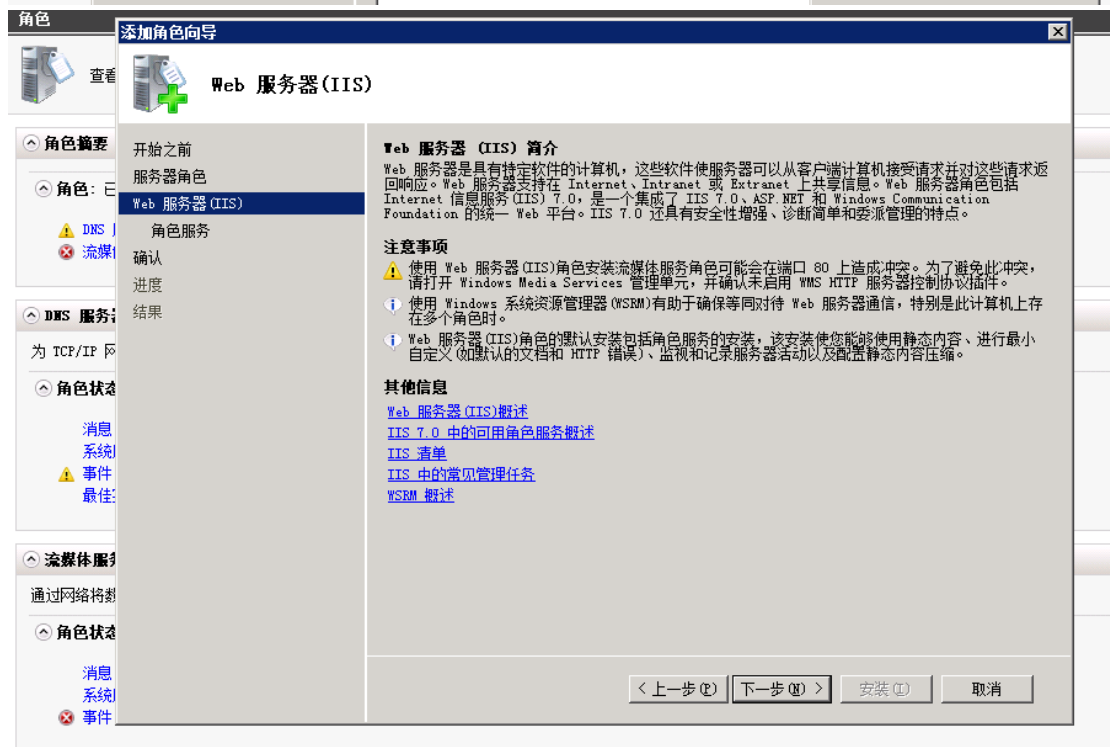 角色
添加角色向导
查看
Web 服务器(IIS)
角色摘要
角色: 已
DNS
流媒体
DNS 服务
为 TCP/IP 网
角色状态
消息
系统
事件
最佳
流媒体服务
通过网络将数
角色状态
消息
系统
事件
开始之前
服务器角色
Web 服务器(IIS)
角色服务
确认
进度
结果
Web 服务器 (IIS) 简介
Web 服务器是具有特定软件的计算机，这些软件使服务器可以从客户端计算机接受请求并对这些请求返
回响应。Web 服务器支持在 Internet、Intranet 或 Extranet 上共享信息。Web 服务器角色包括
Internet 信息服务(IIS) 7.0，是一个集成了 IIS 7.0、ASP.NET 和 Windows Communication
Foundation 的统一 Web 平台。IIS 7.0 还具有安全性增强、诊断简单和委派管理的特点。
注意事项
使用 Web 服务器(IIS)角色安装流媒体服务角色可能会在端口 80 上造成冲突。为了避免此冲突，
请打开 Windows Media Services 管理单元，并确认未启用 WMS HTTP 服务器控制协议插件。
使用 Windows 系统资源管理器(WSRM)有助于确保等同对待 Web 服务器通信，特别是此计算机上存
在多个角色时。
Web 服务器(IIS)角色的默认安装包括角色服务的安装，该安装使您能够使用静态内容、进行最小
自定义(如默认的文档和 HTTP 错误)、监视和记录服务器活动以及配置静态内容压缩。
其他信息
Web 服务器(IIS)概述
IIS 7.0 中的可用角色服务概述
IIS 清单
IIS 中的常见管理任务
WSRM 概述
< 上一步(P)
下一步(N) >
安装(I)
取消